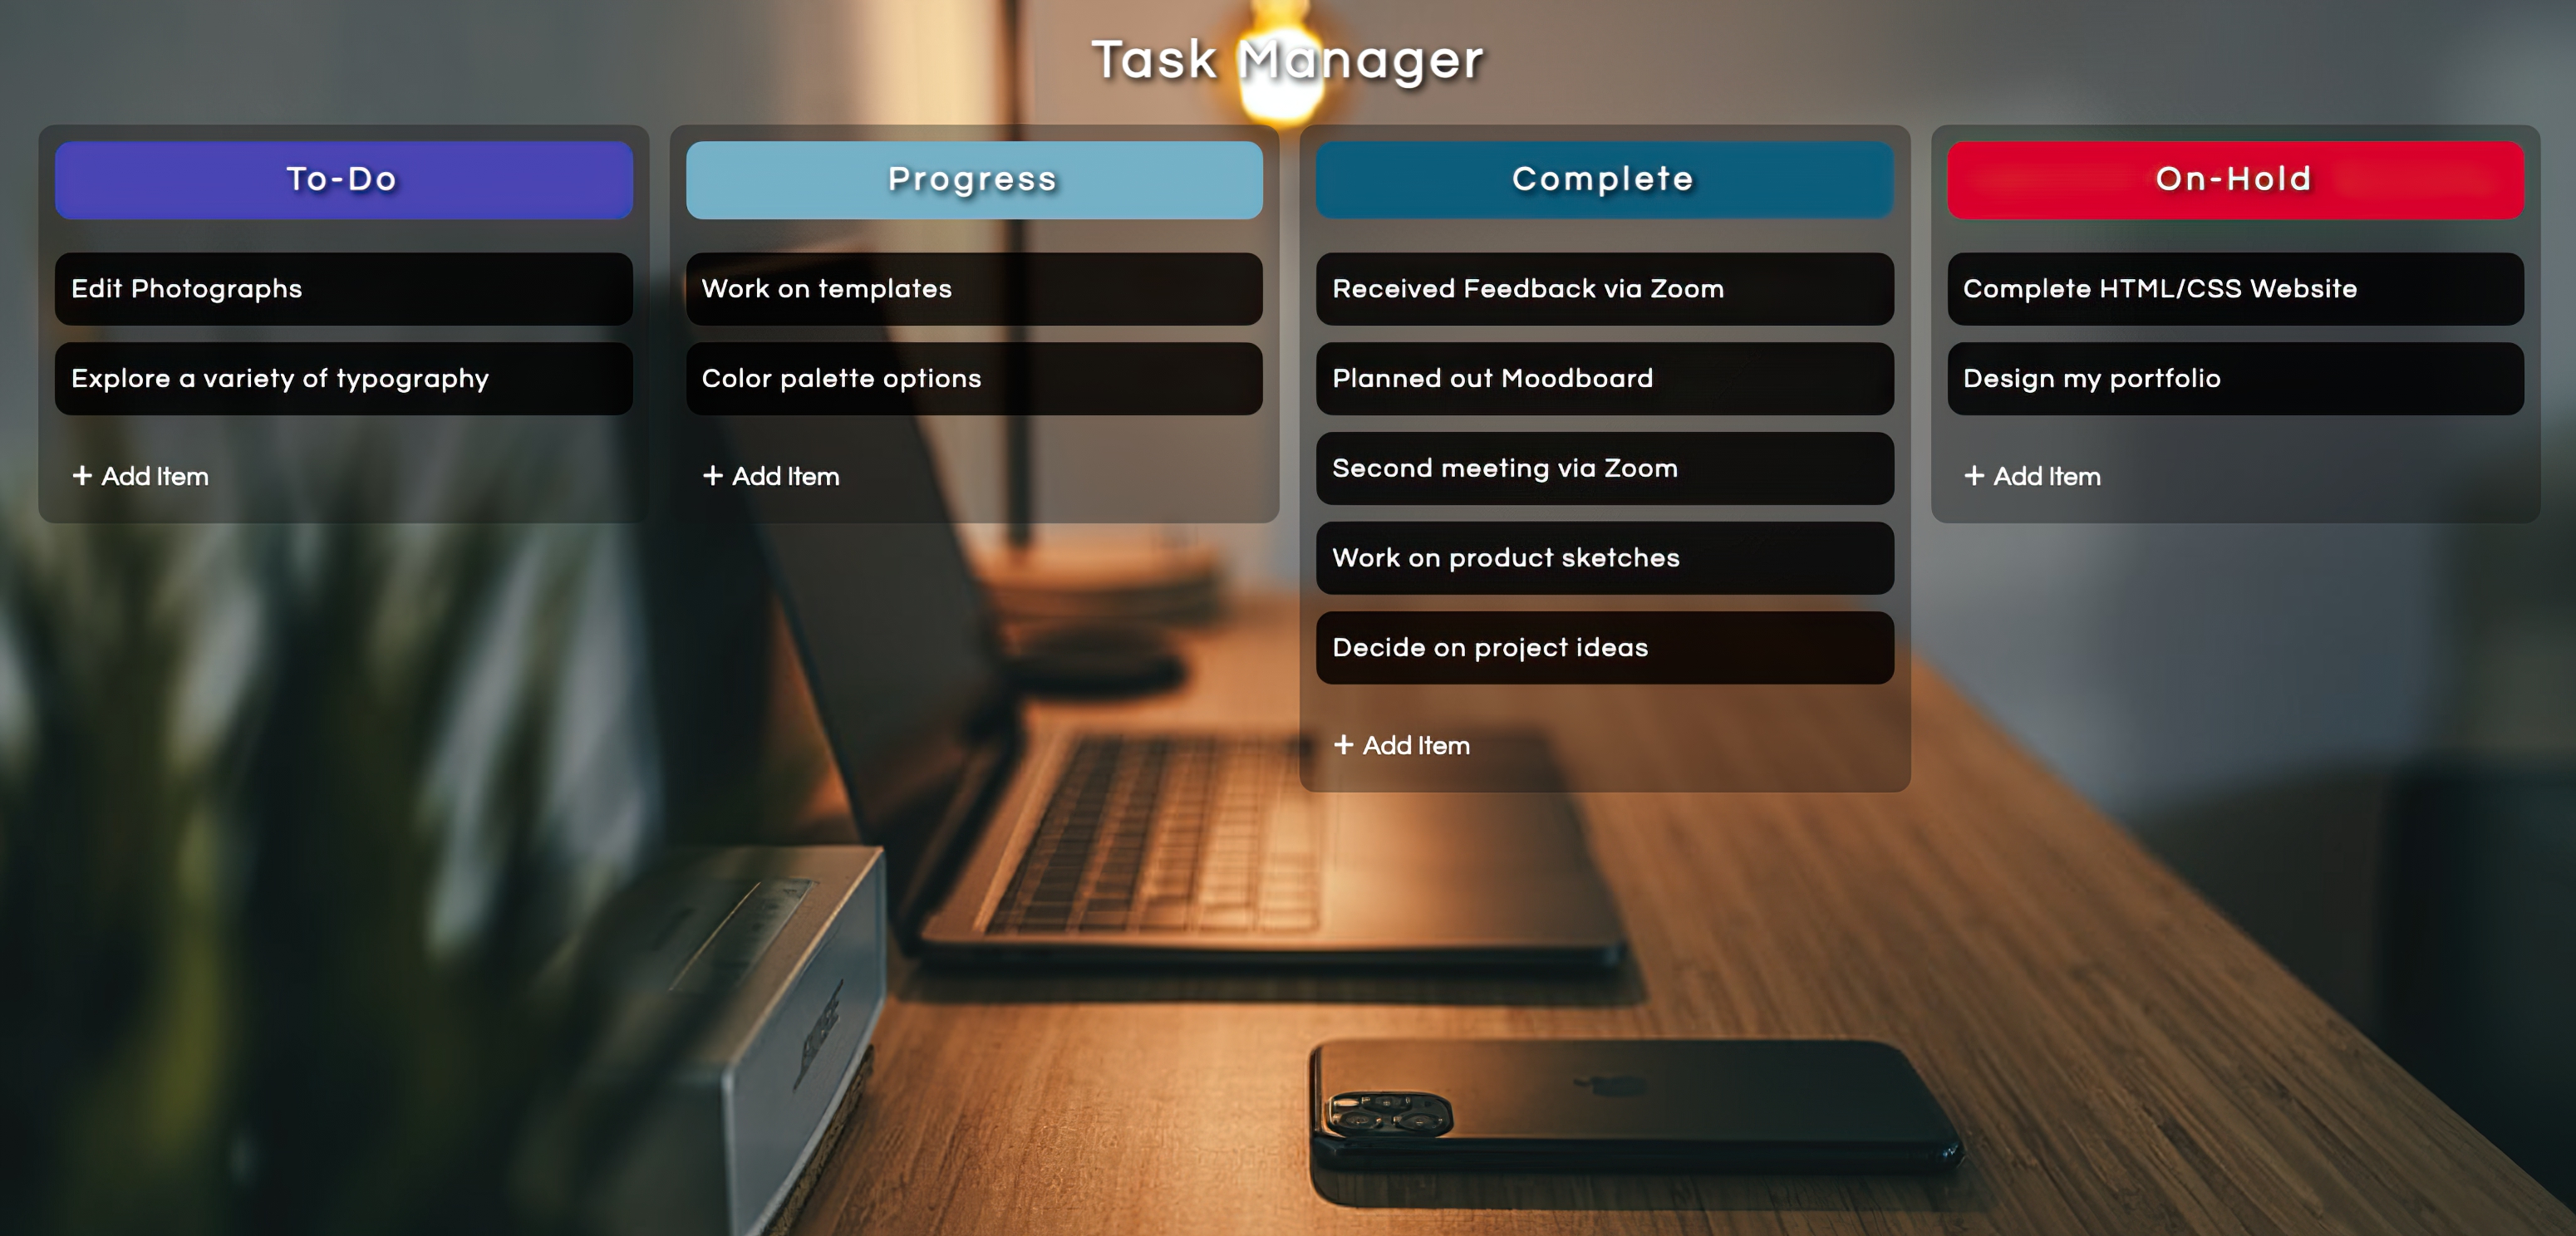 Task Manager
To-Do
Edit Photographs
Explore a variety of typography
+ Add Item
Progress
Work on templates
Color palette options
+ Add Item
Complete
Received Feedback via Zoom
Planned out Moodboard
Second meeting via Zoom
Work on product sketches
Decide on project ideas
+ Add Item
On-Hold
Complete HTML/CSS Website
Design my portfolio
+ Add Item